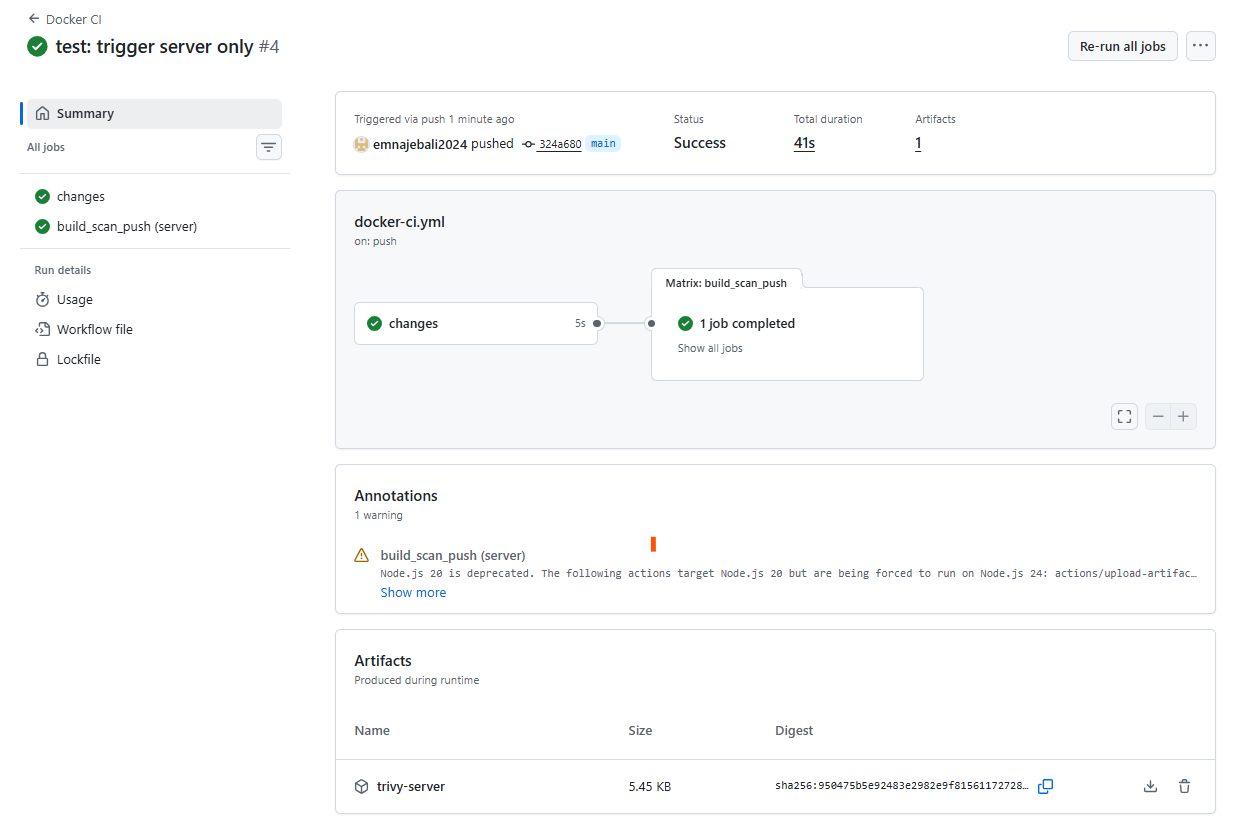 Docker CI
test: trigger server only #4
Re-run all jobs
Summary
All jobs
changes
build_scan_push (server)
Run details
Usage
Workflow file
Lockfile
Triggered via push 1 minute ago
emnajebali2024 pushed 324a680 main
Status
Success
Total duration
41s
Artifacts
1
docker-ci.yml
on: push
changes 5s
Matrix: build_scan_push
1 job completed
Show all jobs
Annotations
1 warning
build_scan_push (server)
Node.js 20 is deprecated. The following actions target Node.js 20 but are being forced to run on Node.js 24: actions/upload-artifac…
Show more
Artifacts
Produced during runtime
Name Size Digest
trivy-server 5.45 KB sha256:950475b5e92483e2982e9f81561172728…